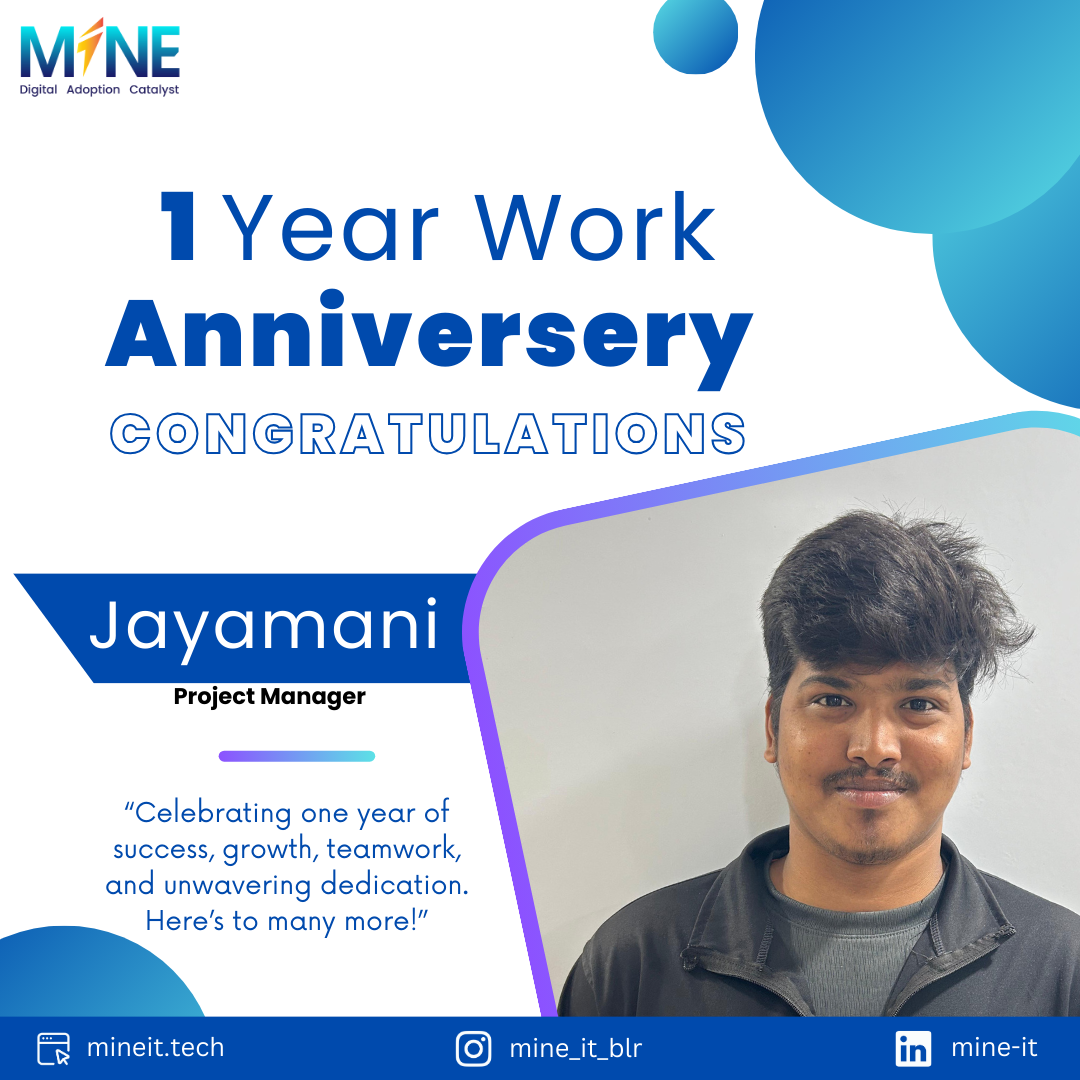 MINE
Digital Adoption Catalyst
1 Year Work
Anniversery
CONGRATULATIONS
Jayamani
Project Manager
“Celebrating one year of
success, growth, teamwork,
and unwavering dedication.
Here’s to many more!”
mineit.tech
mine_it_blr
in
mine-it